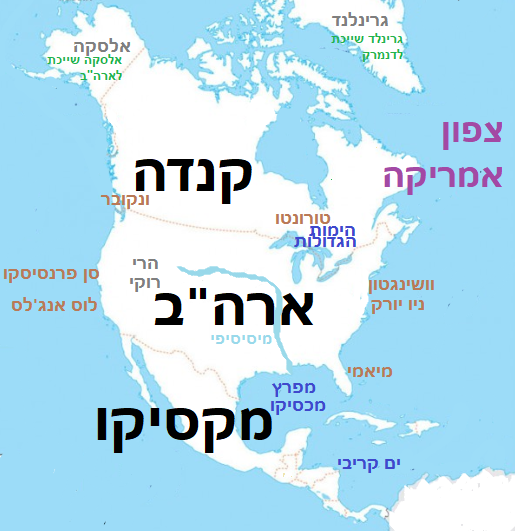 גרינלנד
גרינלד שייכת
לדנמרק
אלסקה
אלסקה שייכת
לארה"ב
צפון
אמריקה
קנדה
ונקובר
טורונטו
הימות
הגדולות
הרי
רוקי
סן פרנסיסקו
לוס אנג'לס
ארה"ב
וושינגטון
ניו יורק
מיסיסיפי
מיאמי
מפרץ
מכסיקו
מקסיקו
ים קריבי